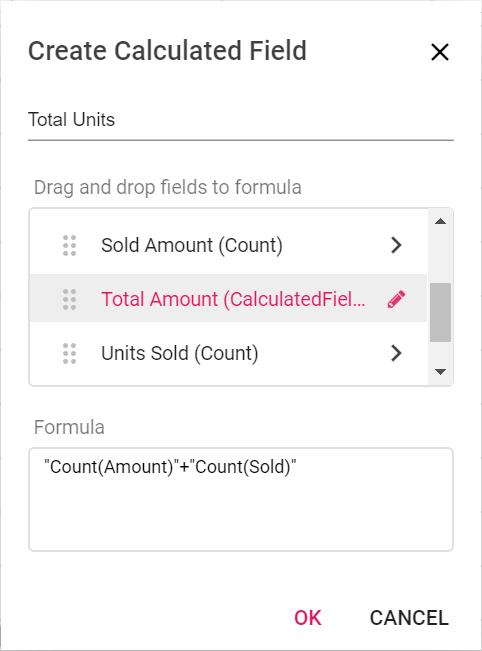 Create Calculated Field
Total Units
Drag and drop fields to formula
Sold Amount (Count)
Total Amount (CalculatedFiel...
Units Sold (Count)
Formula
"Count(Amount)"+"Count(Sold)"
OK CANCEL